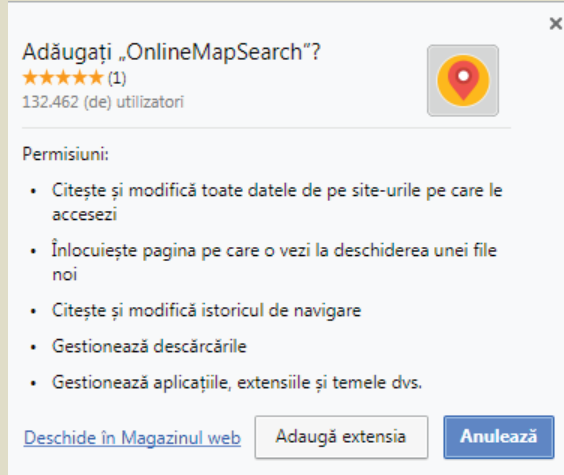 Adăugați „OnlineMapSearch”?
★★★★★ (1)
132.462 (de) utilizatori
Permisiuni:
• Citește și modifică toate datele de pe site-urile pe care le
accesezi
• Înlocuiește pagina pe care o vezi la deschiderea unei file
noi
• Citește și modifică istoricul de navigare
• Gestionează descărcările
• Gestionează aplicațiile, extensiile și temele dvs.
Deschide în Magazinul web Adaugă extensia Anulează